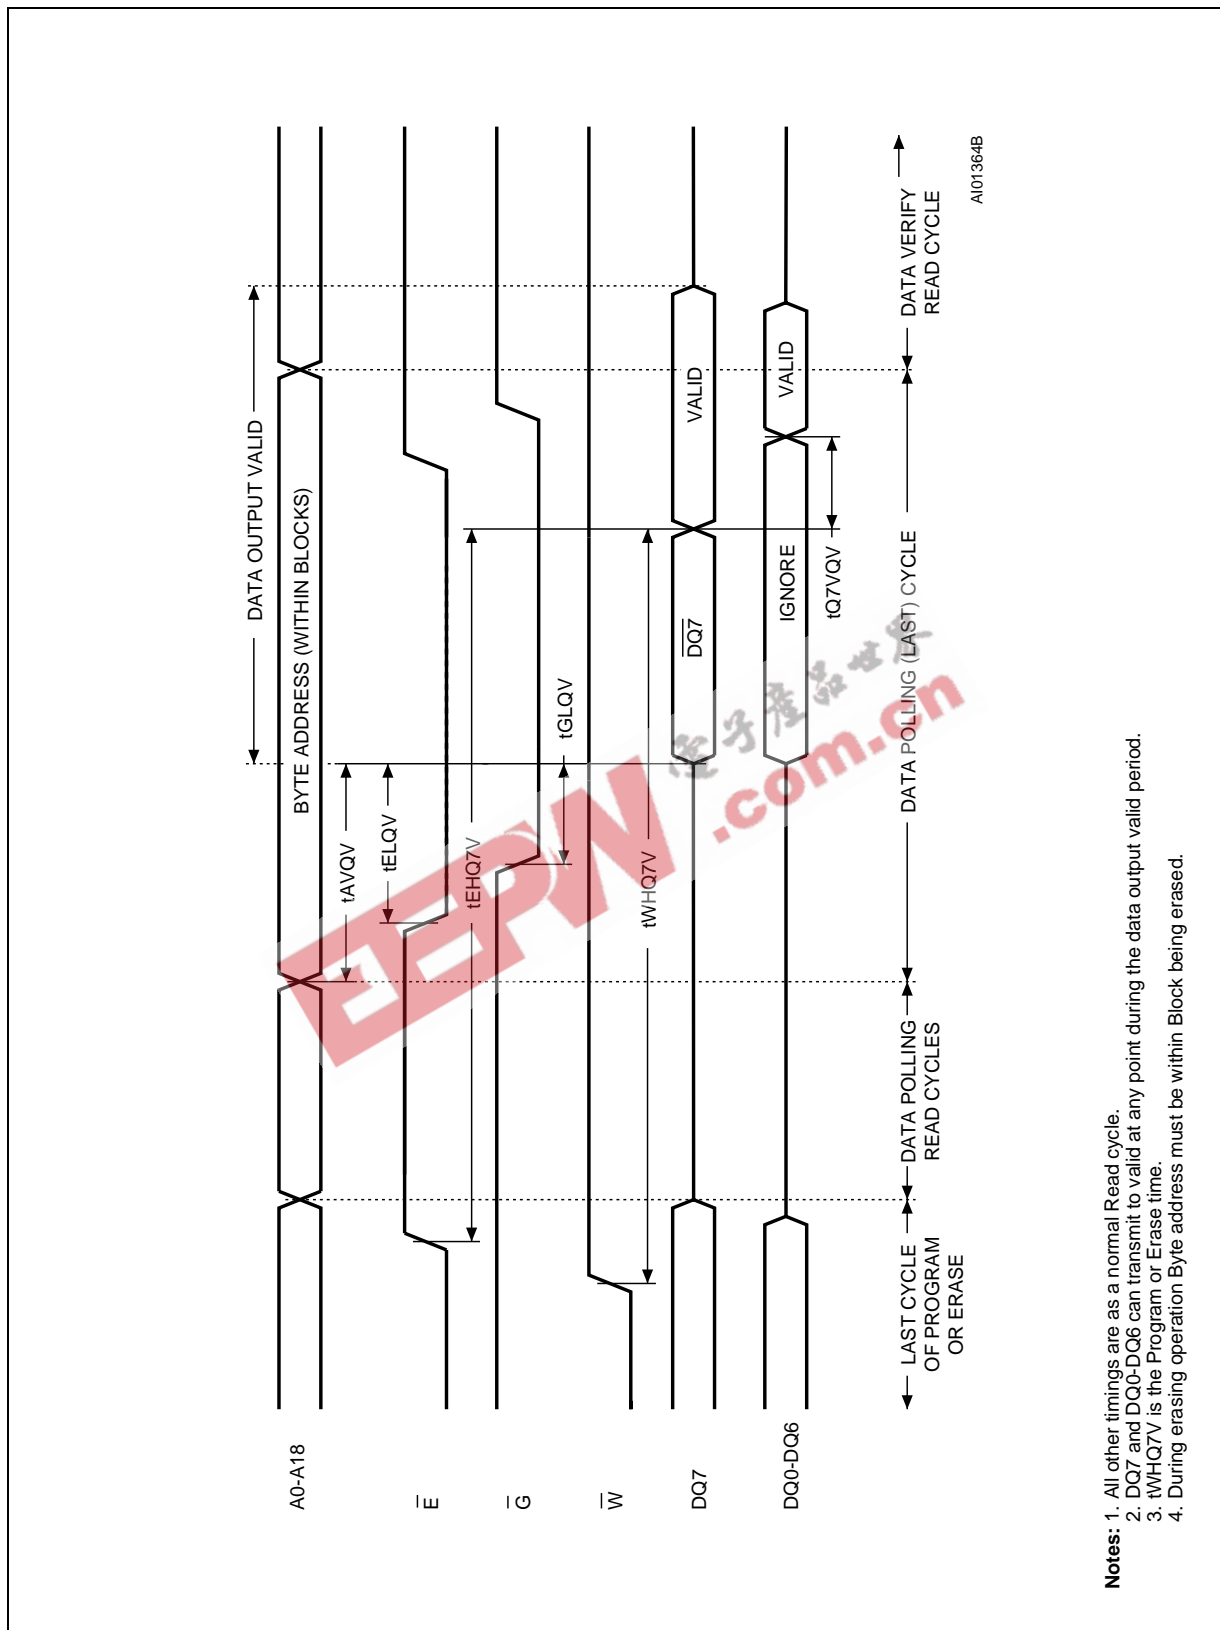 DATA OUTPUT VALID
A0-A18
BYTE ADDRESS (WITHIN BLOCKS)
tAVQV
tELQV
E
tEHQ7V
G
tGLQV
W
tWHQ7V
DQ7
DQ7
VALID
DQ0-DQ6
IGNORE
VALID
tQ7VQV
LAST CYCLE
OF PROGRAM
OR ERASE
DATA POLLING
READ CYCLES
DATA POLLING (LAST) CYCLE
DATA VERIFY
READ CYCLE
AI01364B
EEPW
電子產品世界
.com.cn
Notes: 1. All other timings are as a normal Read cycle.
2. DQ7 and DQ0-DQ6 can transmit to valid at any point during the data output valid period.
3. tWHQ7V is the Program or Erase time.
4. During erasing operation Byte address must be within Block being erased.